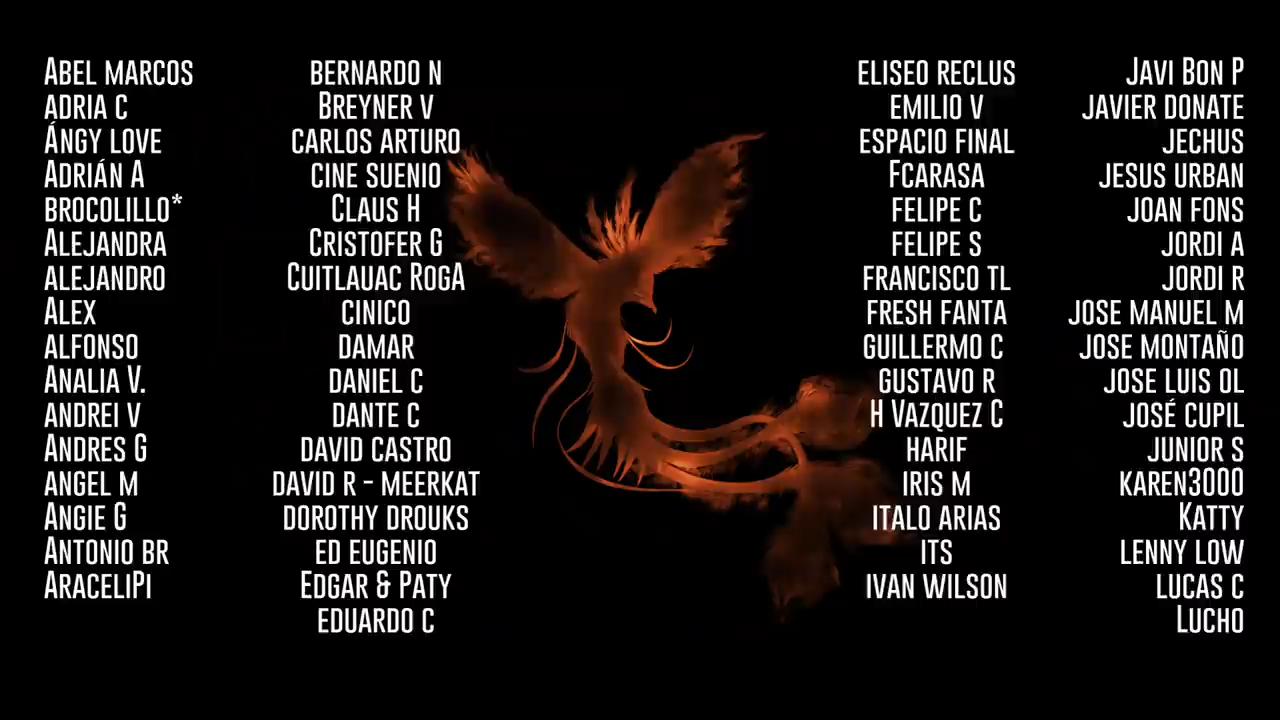 Abel marcos
adria c
Ángy love
Adrián A
brocolillo*
Alejandra
alejandro
Alex
alfonso
Analia V.
andrei v
Andres G
angel m
Angie G
Antonio br
AraceliPi
bernardo n
Breyner v
carlos arturo
cine suenio
Claus H
Cristofer G
Cuitlauac RogA
cinico
damar
daniel c
dante c
david castro
david r - meerkat
dorothy drouks
ed eugenio
Edgar & Paty
eduardo c
eliseo reclus
emilio v
espacio final
Fcarasa
felipe c
felipe s
francisco tl
fresh fanta
guillermo c
gustavo r
H Vazquez C
harif
iris m
italo arias
its
ivan wilson
Javi Bon P
javier donate
jechus
jesus urban
joan fons
jordi a
jordi r
jose manuel m
jose montaño
jose luis ol
josé cupil
junior s
karen3000
Katty
lenny low
lucas c
Lucho